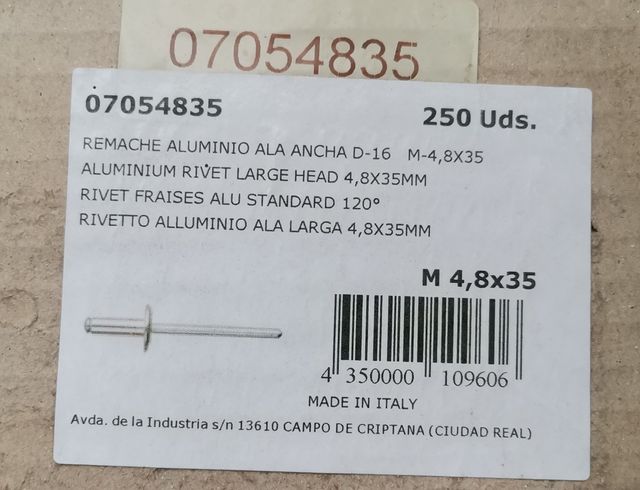 07054835
07054835 250 Uds.
REMACHE ALUMINIO ALA ANCHA D-16 M-4,8X35
ALUMINIUM RIVET LARGE HEAD 4,8X35MM
RIVET FRAISES ALU STANDARD 120°
RIVETTO ALLUMINIO ALA LARGA 4,8X35MM
M 4,8x35
4 350000 109606
MADE IN ITALY
Avda. de la Industria s/n 13610 CAMPO DE CRIPTANA (CIUDAD REAL)